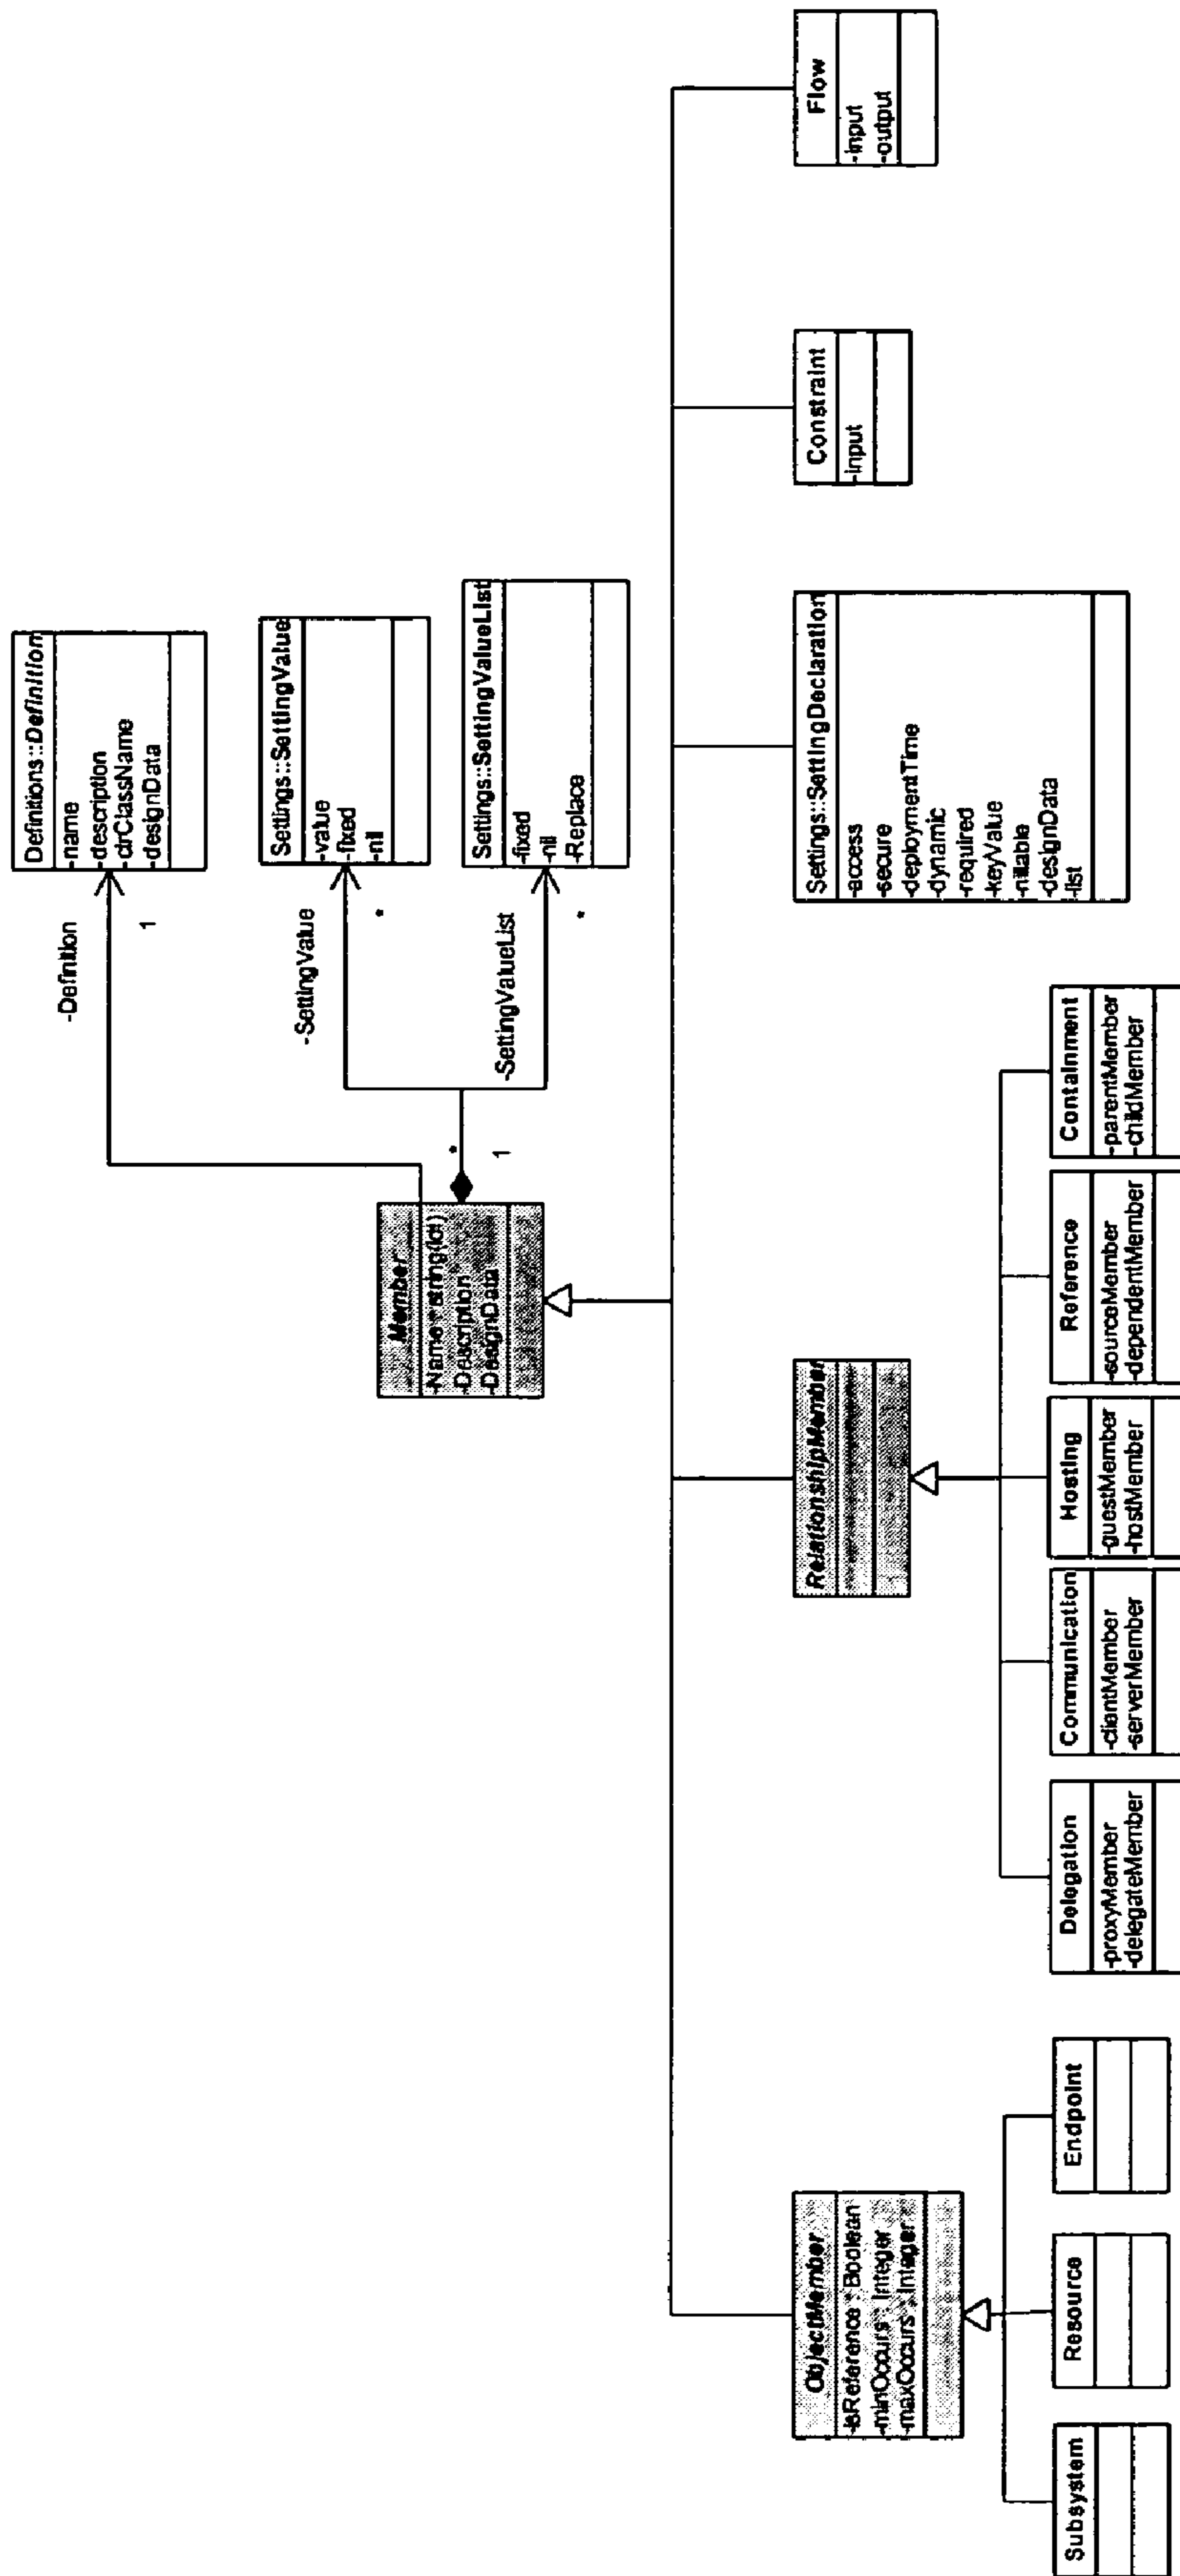 Definitions::Definition
-name
-description
-clrClassName
-designData
-Definition
1
Settings::SettingValue
-value
-fixed
-nil
-SettingValue
*
Settings::SettingValueList
-fixed
-nil
-Replace
-SettingValueList
*
*
1
Member
-Name : string(idl)
-Description
-DesignData
ObjectMember
-isReference : Boolean
-minOccurs : Integer
-maxOccurs : Integer
RelationshipMember
Settings::SettingDeclaration
-access
-secure
-deploymentTime
-dynamic
-required
-keyValue
-nillable
-designData
-list
Constraint
-input
Flow
-input
-output
Subsystem
Resource
Endpoint
Delegation
-proxyMember
-delegateMember
Communication
-clientMember
-serverMember
Hosting
-guestMember
-hostMember
Reference
-sourceMember
-dependentMember
Containment
-parentMember
-childMember